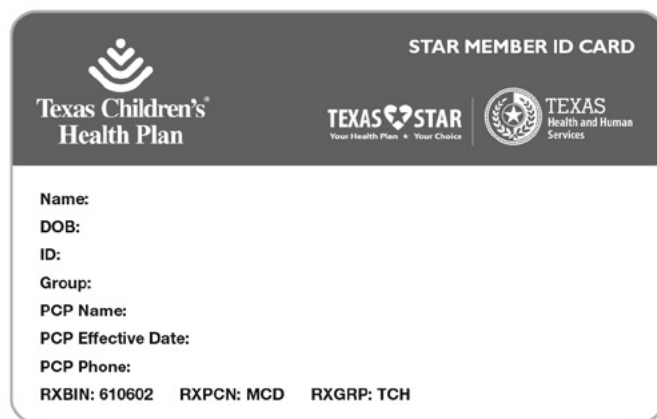 STAR MEMBER ID CARD
Texas Children's®
Health Plan
TEXAS STAR
Your Health Plan ★ Your Choice
TEXAS
Health and Human
Services
Name:
DOB:
ID:
Group:
PCP Name:
PCP Effective Date:
PCP Phone:
RXBIN: 610602 RXPCN: MCD RXGRP: TCH